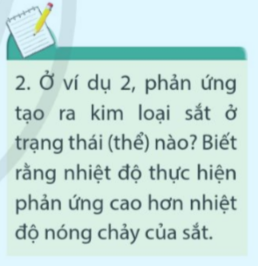 2. Ở ví dụ 2, phản ứng
tạo ra kim loại sắt ở
trạng thái (thể) nào? Biết
rằng nhiệt độ thực hiện
phản ứng cao hơn nhiệt
độ nóng chảy của sắt.